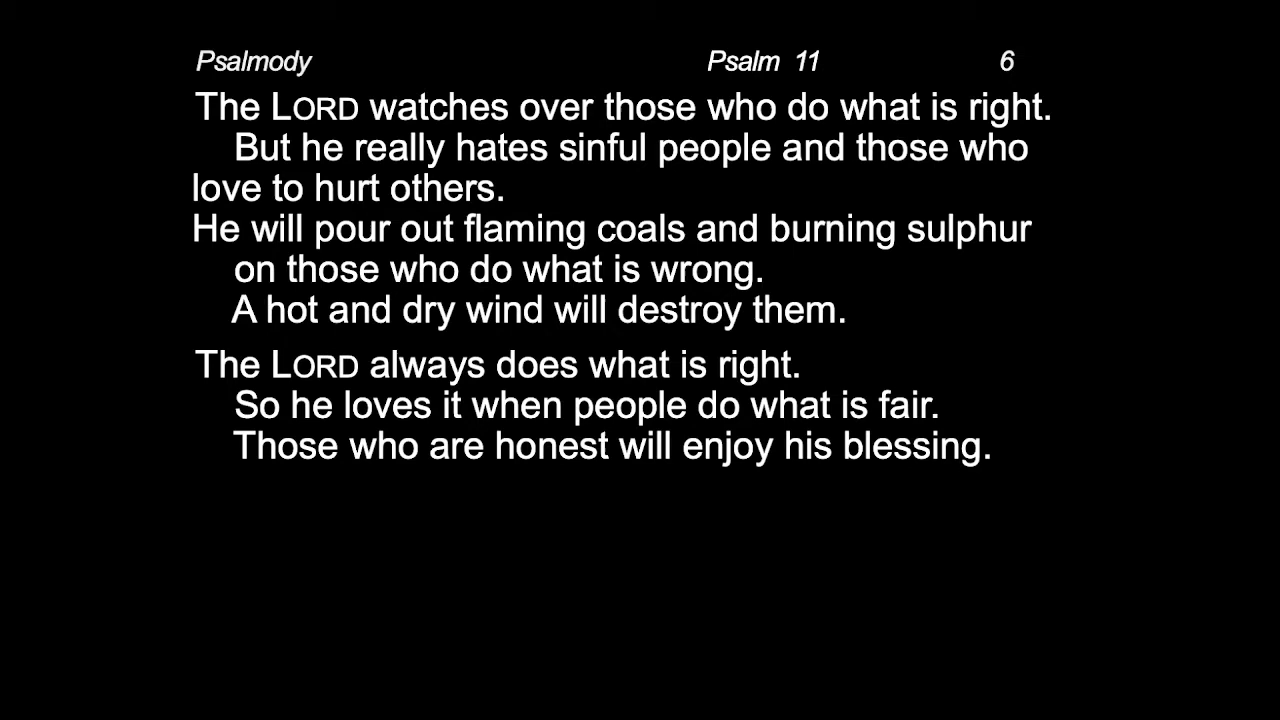 Psalmody Psalm 11 6
The LORD watches over those who do what is right.
But he really hates sinful people and those who
love to hurt others.
He will pour out flaming coals and burning sulphur
on those who do what is wrong.
A hot and dry wind will destroy them.
The LORD always does what is right.
So he loves it when people do what is fair.
Those who are honest will enjoy his blessing.